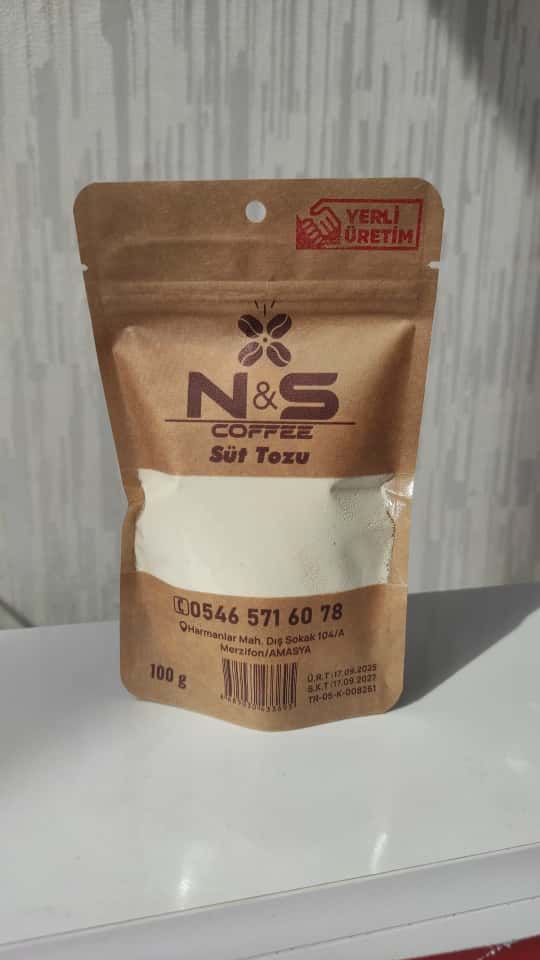 YERLİ
ÜRETİM
N&S
COFFEE
Süt Tozu
0546 571 60 78
Harmanlar Mah. Dış Sokak 104/A
Merzifon/AMASYA
100 g
Ü.R.T :17.09.2025
S.K.T :17.09.2027
TR-05-K-008251